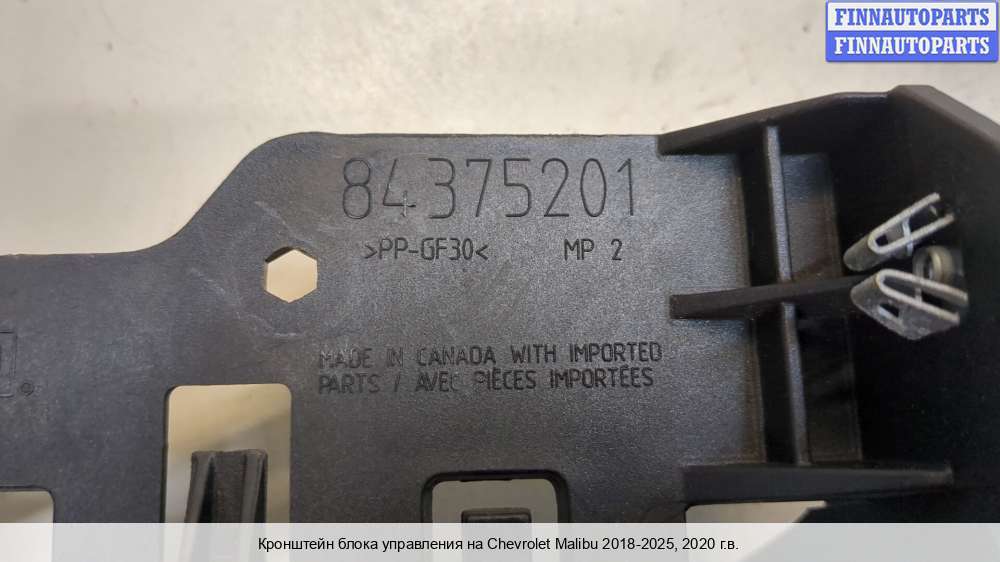 FINNAUTOPARTS
FINNAUTOPARTS
84375201
>PP-GF30< MP 2
MADE IN CANADA WITH IMPORTED
PARTS / AVEC PIÈCES IMPORTÉES
®
Кронштейн блока управления на Chevrolet Malibu 2018-2025, 2020 г.в.